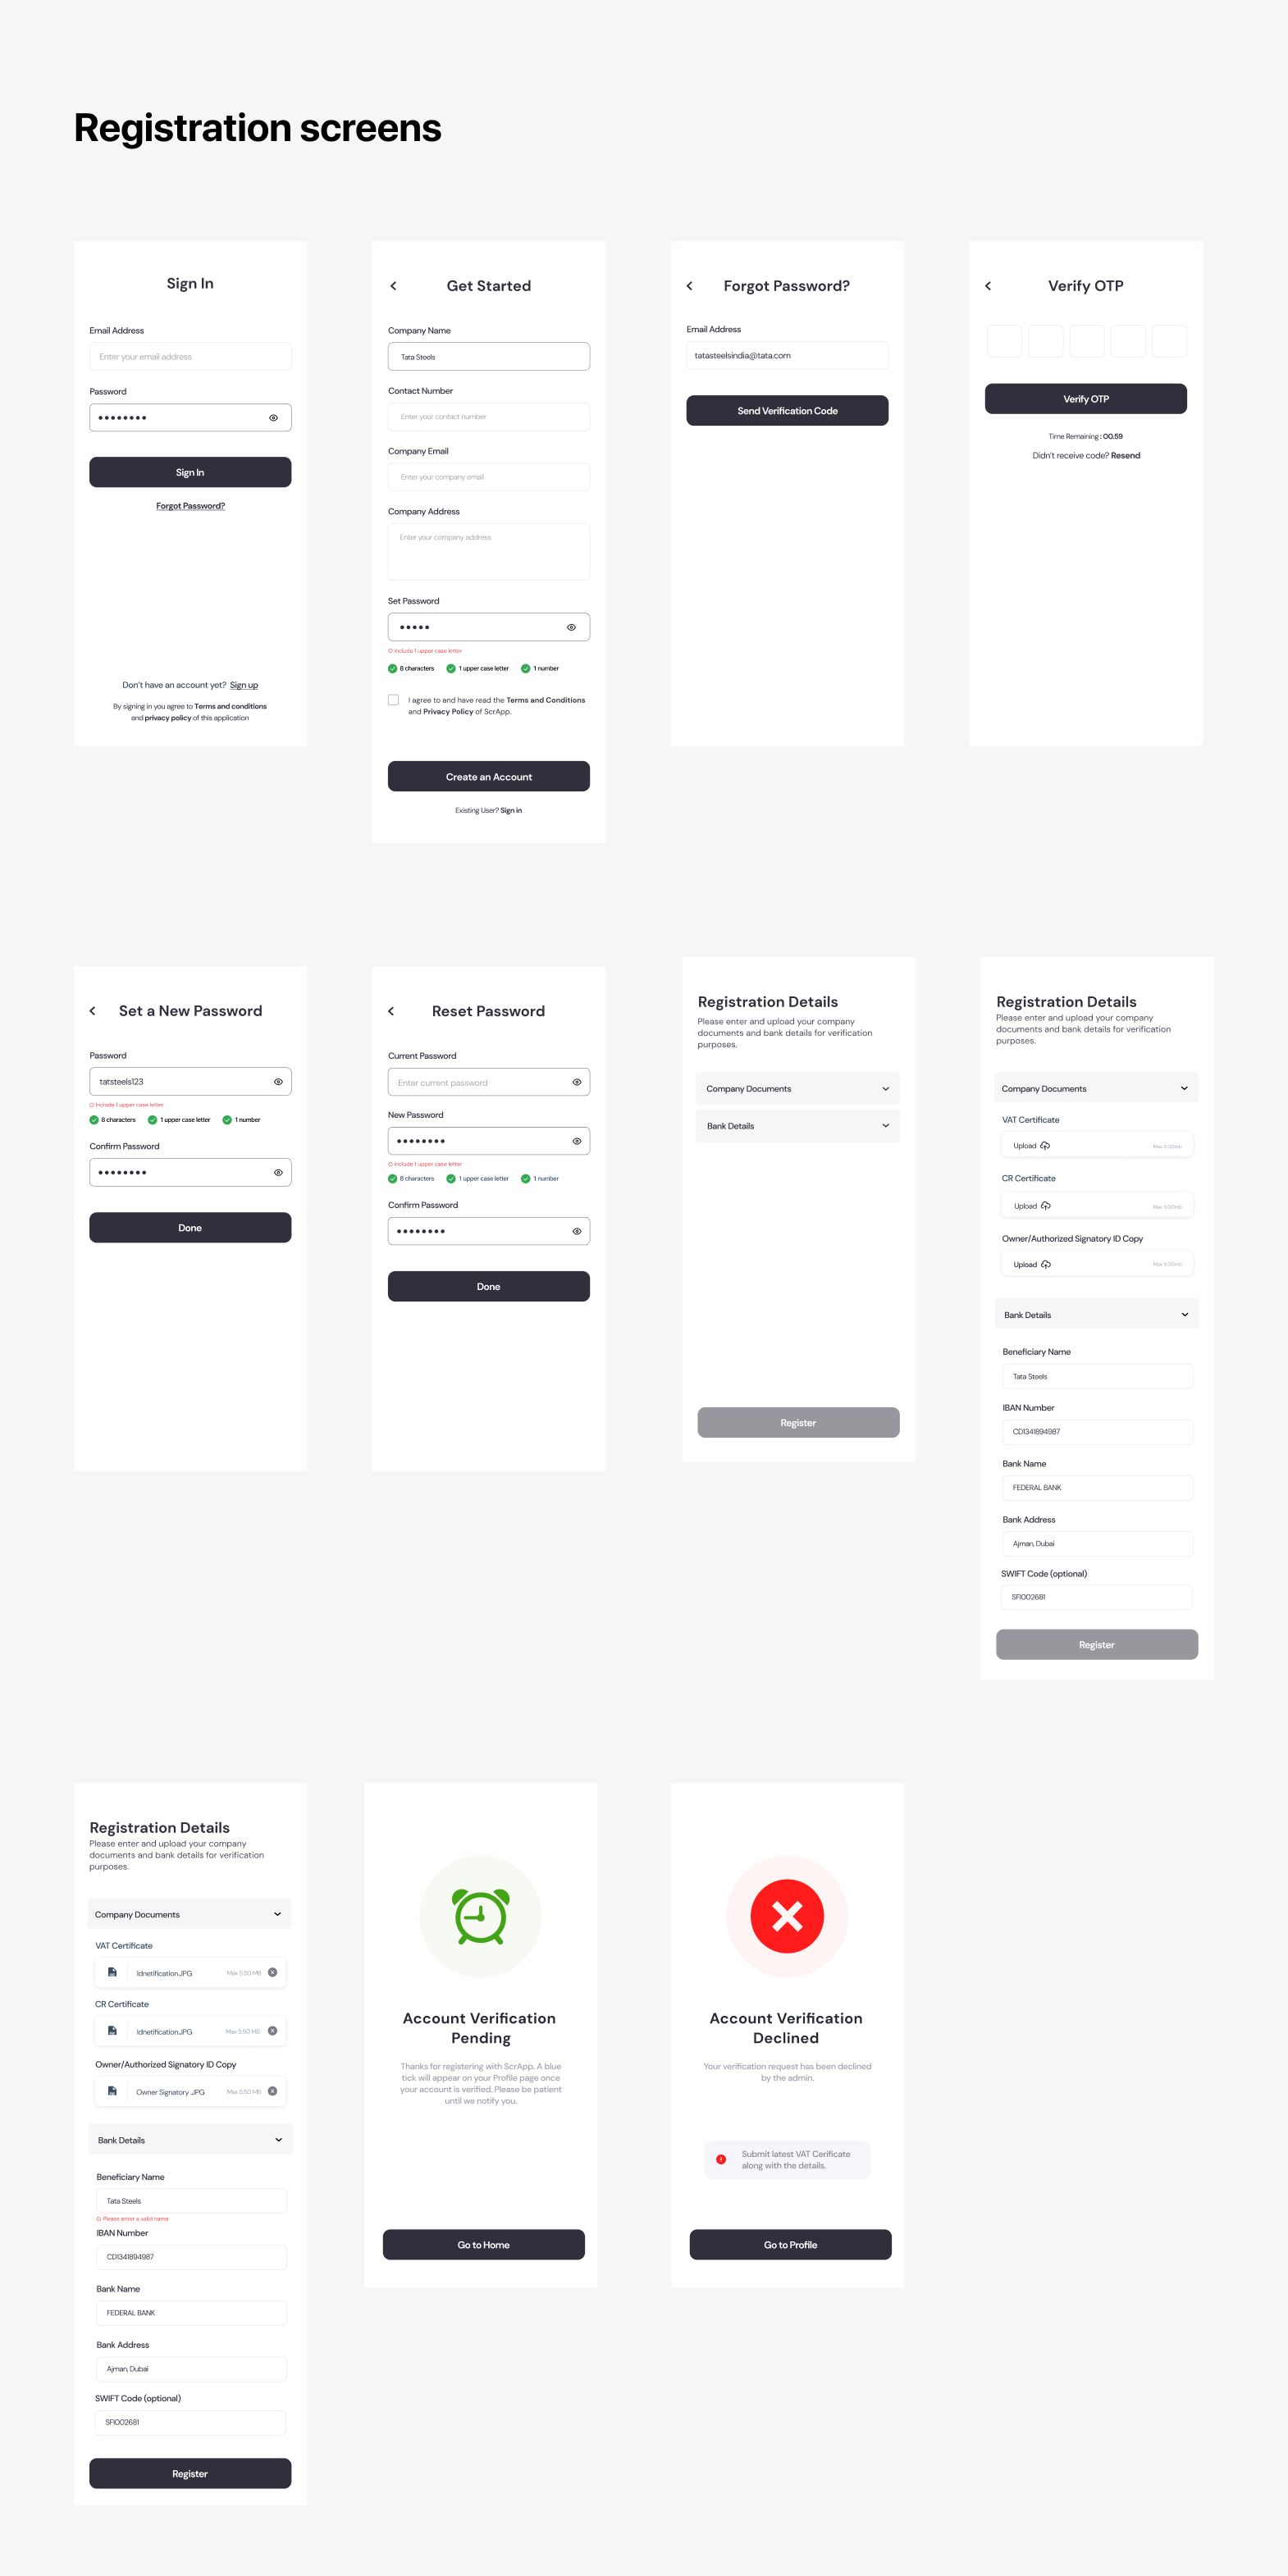 Registration screens
Sign In
Email Address
Enter your email address
Password
Sign In
Forgot Password?
Don't have an account yet? Sign up
By signing in you agree to Terms and conditions
and privacy policy of this application
Get Started
Company Name
Tata Steels
Contact Number
Enter your contact number
Company Email
Enter your company email
Company Address
Enter your company address
Set Password
Include 1 upper case letter
8 characters 1 upper case letter 1 number
I agree to and have read the Terms and Conditions
and Privacy Policy of ScrApp.
Create an Account
Existing User? Sign in
Forgot Password?
Email Address
tatasteelsindia@tata.com
Send Verification Code
Verify OTP
Verify OTP
Time Remaining : 00.59
Didn't receive code? Resend
Set a New Password
Password
tatsteels123
Include 1 upper case letter
8 characters 1 upper case letter 1 number
Confirm Password
Done
Reset Password
Current Password
Enter current password
New Password
Include 1 upper case letter
8 characters 1 upper case letter 1 number
Confirm Password
Done
Registration Details
Please enter and upload your company
documents and bank details for verification
purposes.
Company Documents
Bank Details
Register
Registration Details
Please enter and upload your company
documents and bank details for verification
purposes.
Company Documents
VAT Certificate
Upload Max 5.00mb
CR Certificate
Upload Max 5.00mb
Owner/Authorized Signatory ID Copy
Upload Max 5.00mb
Bank Details
Beneficiary Name
Tata Steels
IBAN Number
CD1341894987
Bank Name
FEDERAL BANK
Bank Address
Ajman, Dubai
SWIFT Code (optional)
SFI002681
Register
Registration Details
Please enter and upload your company
documents and bank details for verification
purposes.
Company Documents
VAT Certificate
Idnetification.JPG Max 5.50 MB
CR Certificate
Idnetification.JPG Max 5.50 MB
Owner/Authorized Signatory ID Copy
Owner Signatory .JPG Max 5.50 MB
Bank Details
Beneficiary Name
Tata Steels
Please enter a valid name
IBAN Number
CD1341894987
Bank Name
FEDERAL BANK
Bank Address
Ajman, Dubai
SWIFT Code (optional)
SFI002681
Register
Account Verification
Pending
Thanks for registering with ScrApp. A blue
tick will appear on your Profile page once
your account is verified. Please be patient
until we notify you.
Go to Home
Account Verification
Declined
Your verification request has been declined
by the admin.
Submit latest VAT Cerificate
along with the details.
Go to Profile